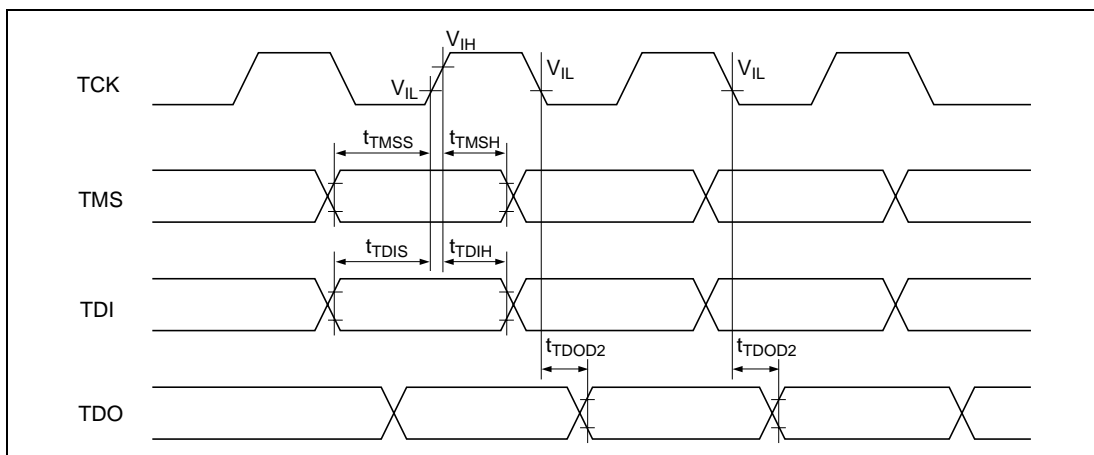 V_IH
TCK
V_IL
V_IL
V_IL
t_TMSS
t_TMSH
TMS
t_TDIS
t_TDIH
TDI
t_TDOD2
t_TDOD2
TDO